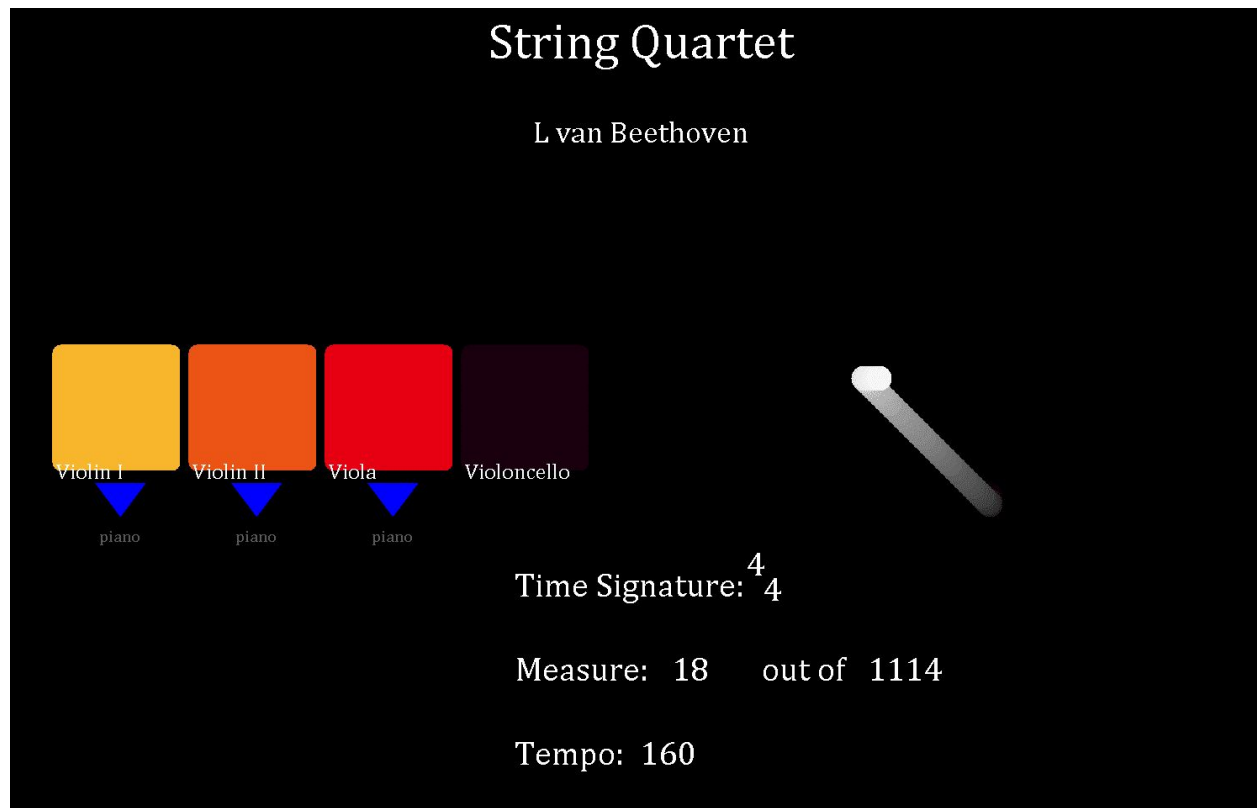 String Quartet
L van Beethoven
Violin I Violin II Viola Violoncello
piano piano piano
Time Signature: 4 4
Measure: 18 out of 1114
Tempo: 160